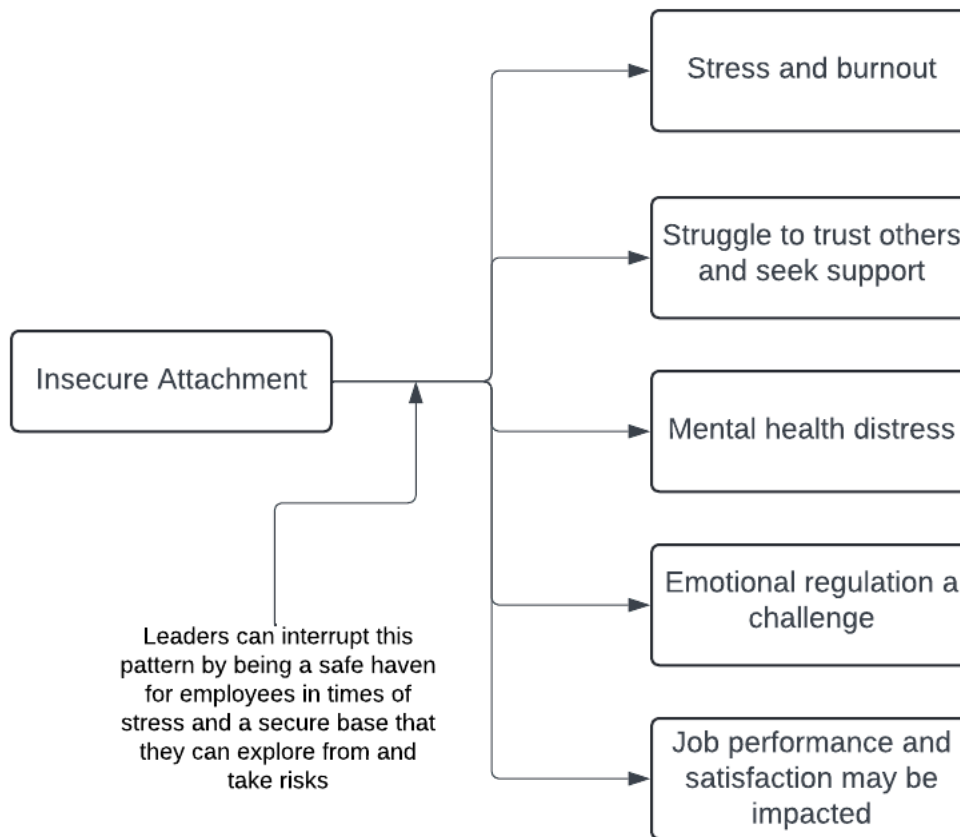 Stress and burnout
Struggle to trust others
and seek support
Insecure Attachment
Mental health distress
Emotional regulation a
challenge
Leaders can interrupt this
pattern by being a safe haven
for employees in times of
stress and a secure base that
they can explore from and
take risks
Job performance and
satisfaction may be
impacted